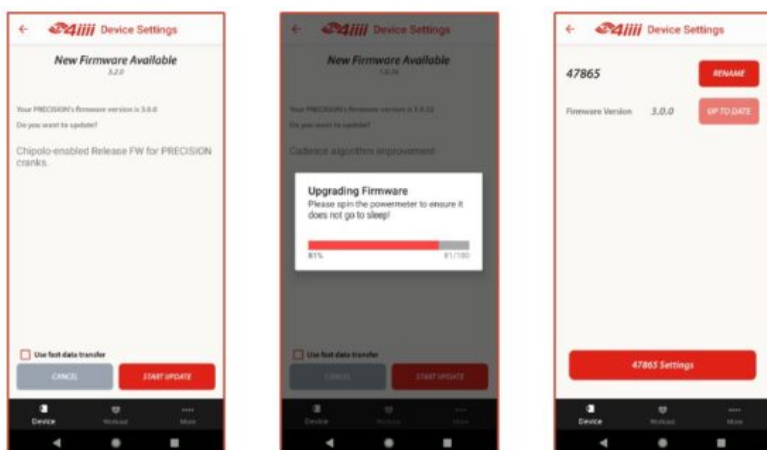 4iiii Device Settings
New Firmware Available
3.2.0
Your PRECISION's firmware version is 3.0.0
Do you want to update?
Chipolo-enabled Release FW for PRECISION
cranks.
Use fast data transfer
CANCEL
START UPDATE
Device
Workout
More
4iiii Device Settings
New Firmware Available
Your PRECISION's firmware version is
Do you want to update?
Cadence algorithm improvement
Upgrading Firmware
Please spin the powermeter to ensure it
does not go to sleep!
81%
81/100
Use fast data transfer
CANCEL
START UPDATE
Device
Workout
More
4iiii Device Settings
47865
RENAME
Firmware Version
3.0.0
UP TO DATE
47865 Settings
Device
Workout
More